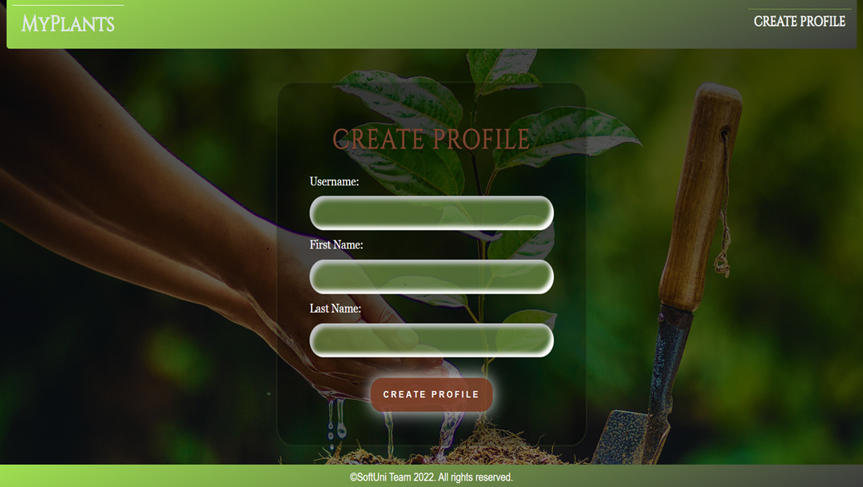 MyPlants
CREATE PROFILE
CREATE PROFILE
Username:
First Name:
Last Name:
CREATE PROFILE
©SoftUni Team 2022. All rights reserved.